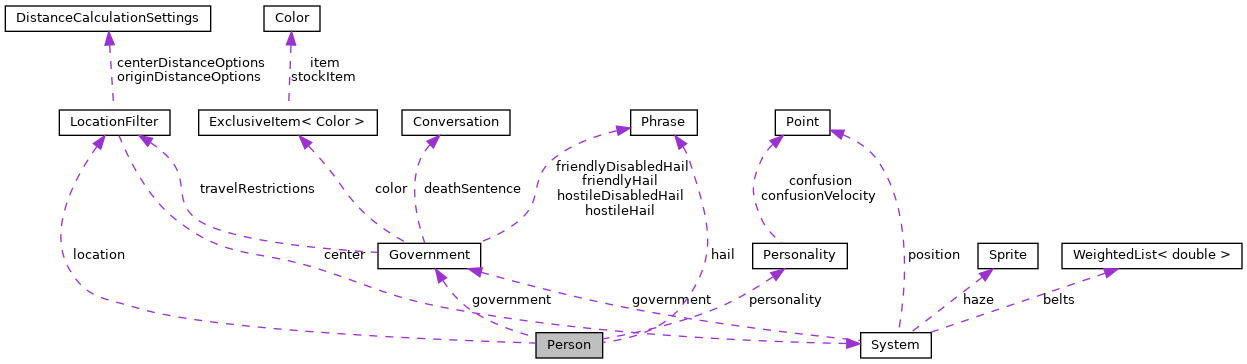 DistanceCalculationSettings
Color
centerDistanceOptions
originDistanceOptions
item
stockItem
LocationFilter
ExclusiveItem< Color >
Conversation
Phrase
Point
travelRestrictions
color
deathSentence
friendlyDisabledHail
friendlyHail
hostileDisabledHail
hostileHail
confusion
confusionVelocity
location
center
Government
hail
Personality
position
Sprite
WeightedList< double >
government
government
personality
haze
belts
Person
System